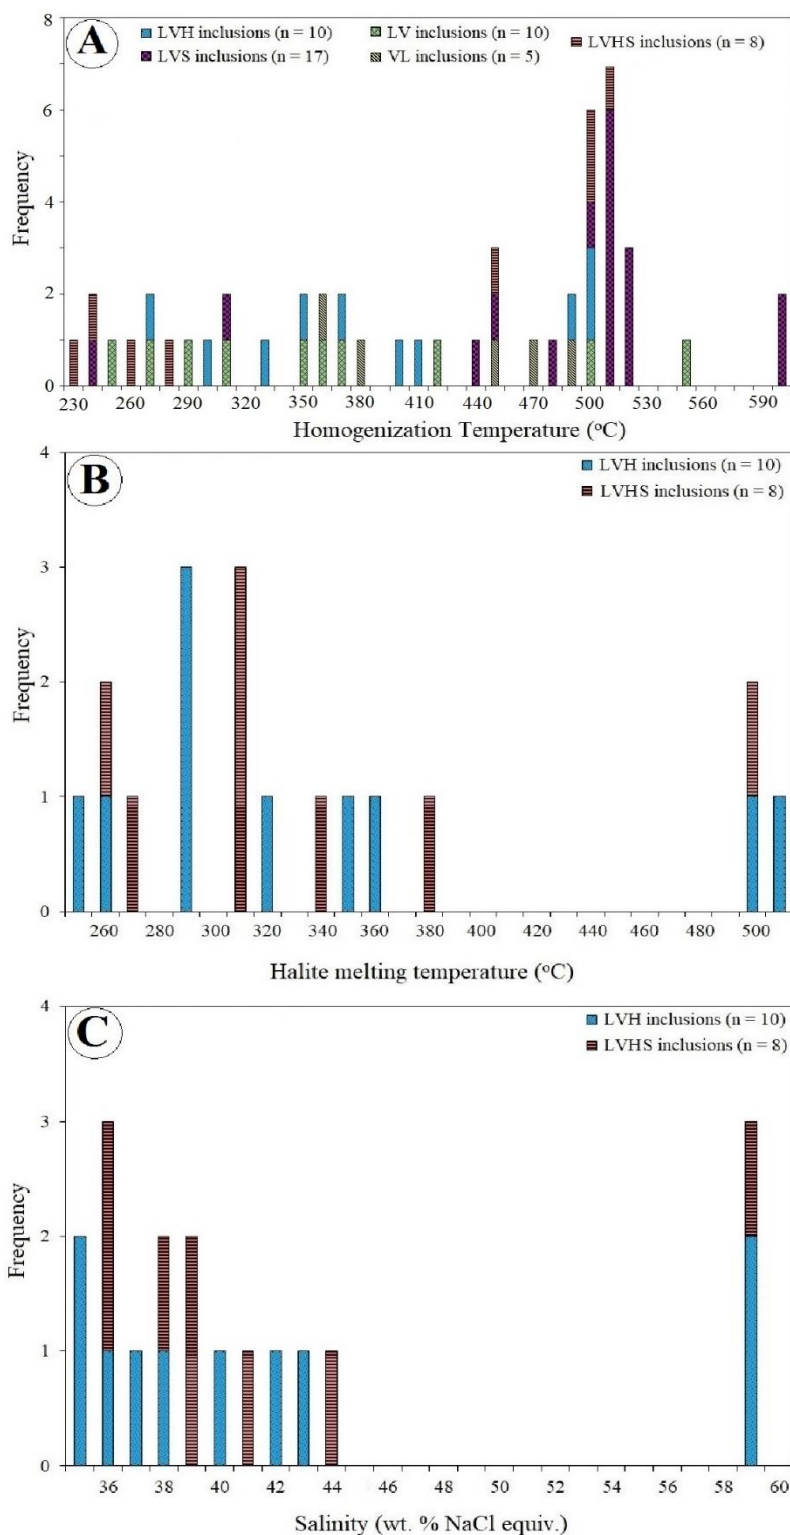 A
LVH inclusions (n = 10)
LV inclusions (n = 10)
LVHS inclusions (n = 8)
LVS inclusions (n = 17)
VL inclusions (n = 5)
8
6
4
2
0
Frequency
230 260 290 320 350 380 410 440 470 500 530 560 590
Homogenization Temperature (°C)
B
LVH inclusions (n = 10)
LVHS inclusions (n = 8)
4
3
2
1
0
Frequency
260 280 300 320 340 360 380 400 420 440 460 480 500
Halite melting temperature (°C)
C
LVH inclusions (n = 10)
LVHS inclusions (n = 8)
4
3
2
1
0
Frequency
36 38 40 42 44 46 48 50 52 54 56 58 60
Salinity (wt. % NaCl equiv.)